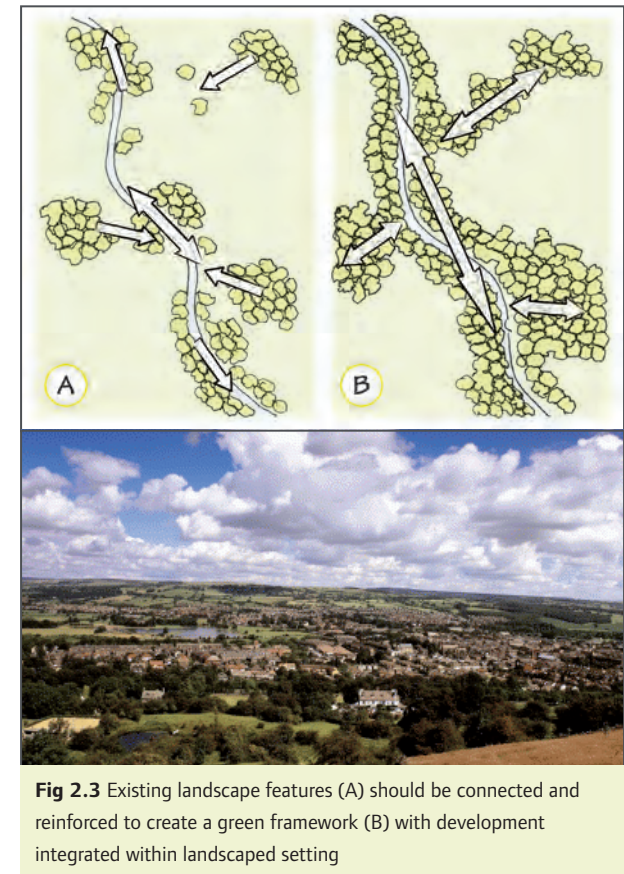 A
B
Fig 2.3 Existing landscape features (A) should be connected and
reinforced to create a green framework (B) with development
integrated within landscaped setting